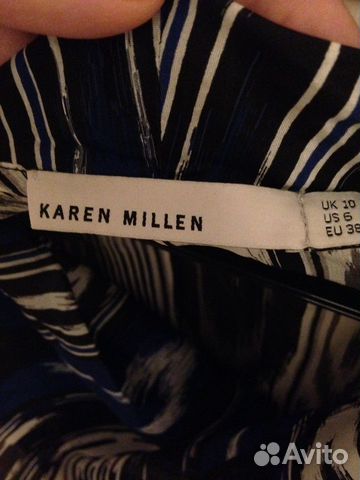 KAREN MILLEN
UK 10
US 6
EU 38
Avito